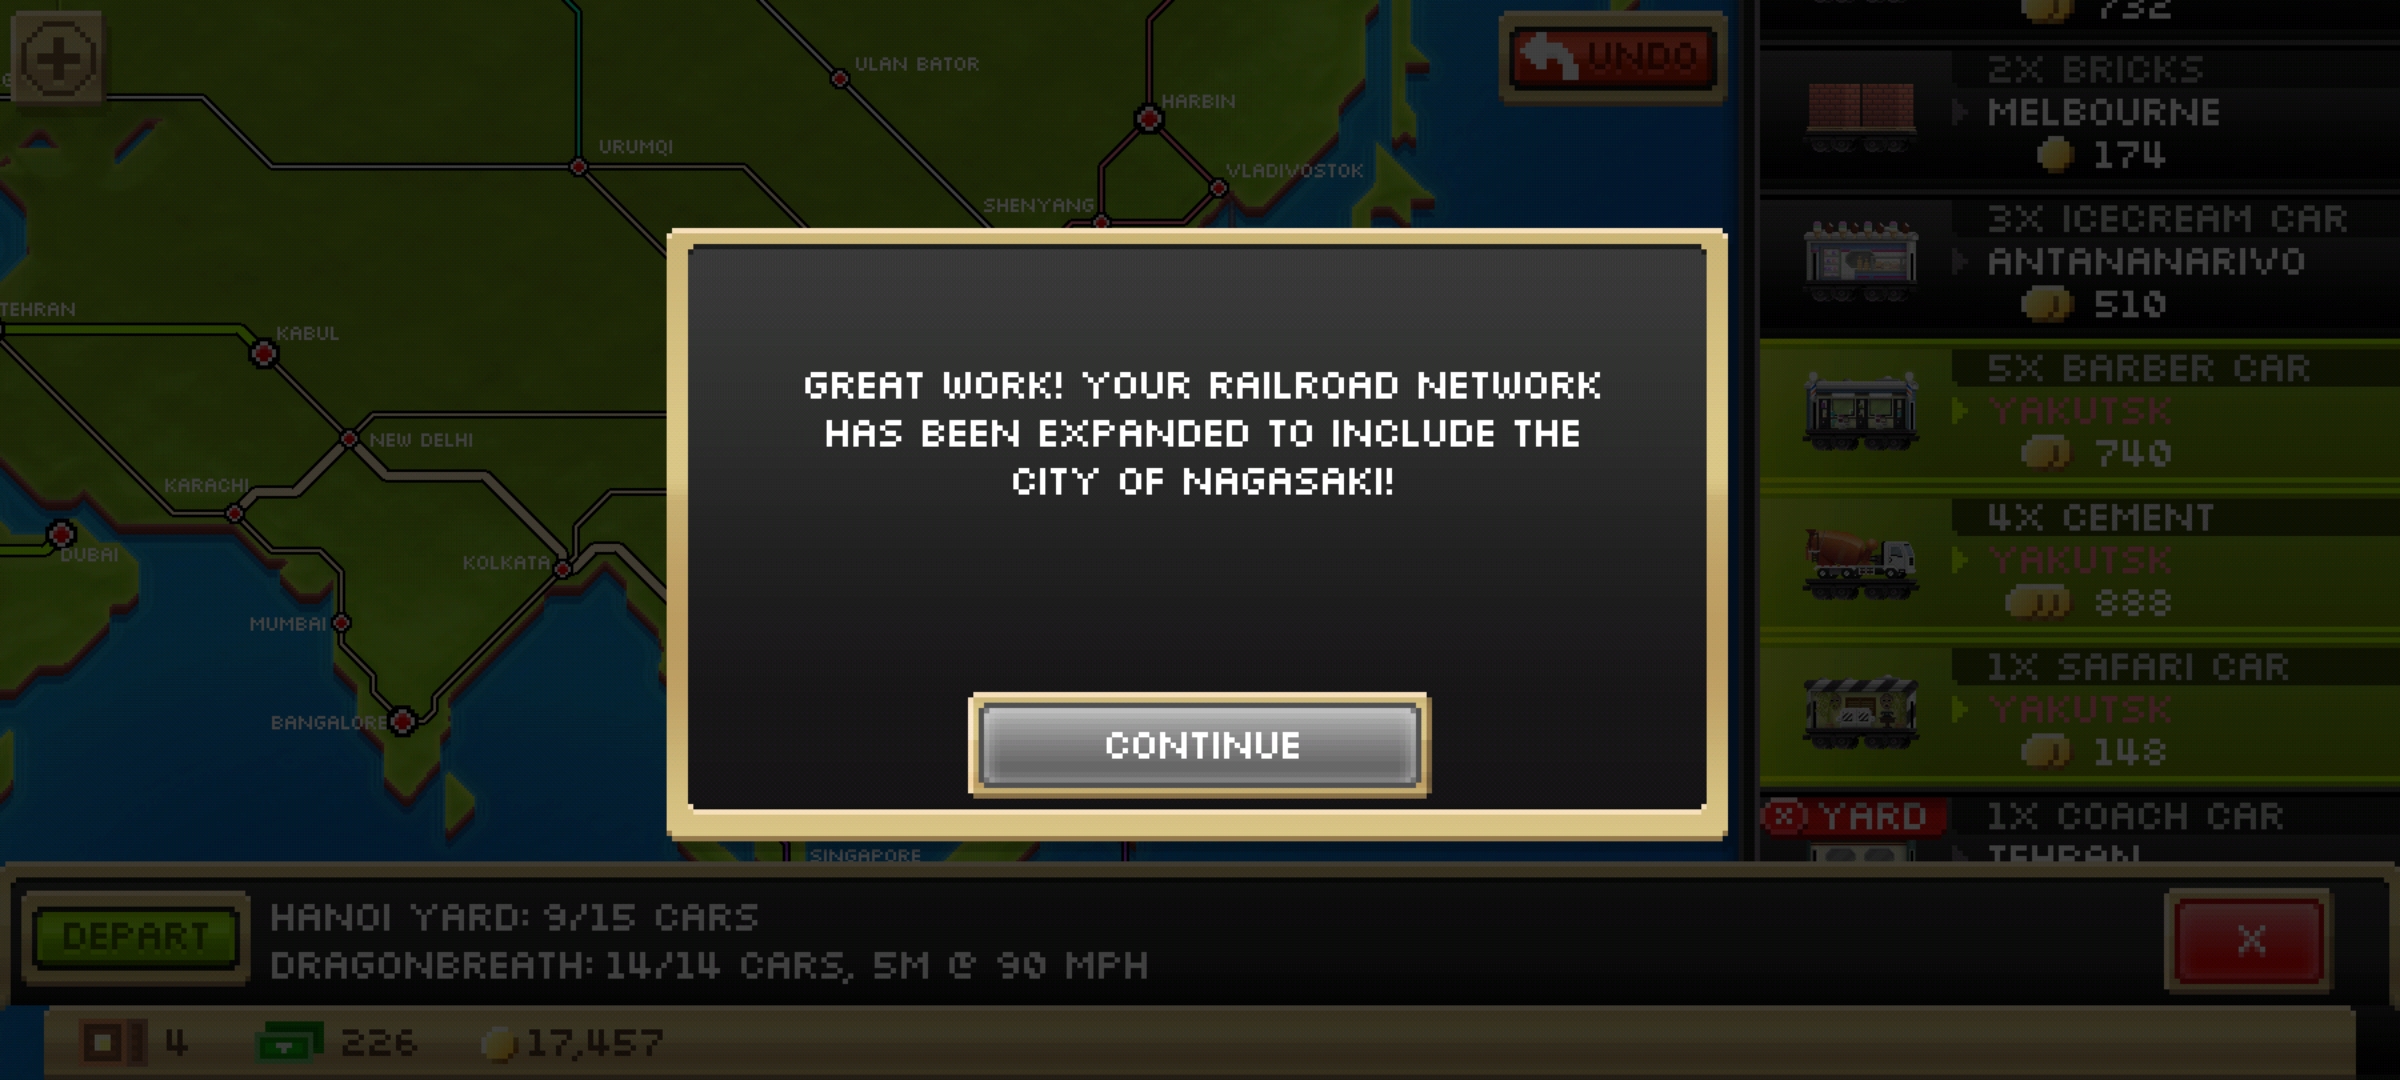 ULAN BATOR
HARBIN
URUMQI
VLADIVOSTOK
SHENYANG
TEHRAN
KABUL
NEW DELHI
KARACHI
DUBAI
KOLKATA
MUMBAI
BANGALORE
SINGAPORE
UNDO
GREAT WORK! YOUR RAILROAD NETWORK
HAS BEEN EXPANDED TO INCLUDE THE
CITY OF NAGASAKI!
CONTINUE
732
2X BRICKS
MELBOURNE
174
3X ICECREAM CAR
ANTANANARIVO
510
5X BARBER CAR
YAKUTSK
740
4X CEMENT
YAKUTSK
888
1X SAFARI CAR
YAKUTSK
148
YARD
1X COACH CAR
TEHRAN
DEPART
HANOI YARD: 9/15 CARS
DRAGONBREATH: 14/14 CARS, 5M @ 90 MPH
X
4
226
17,457